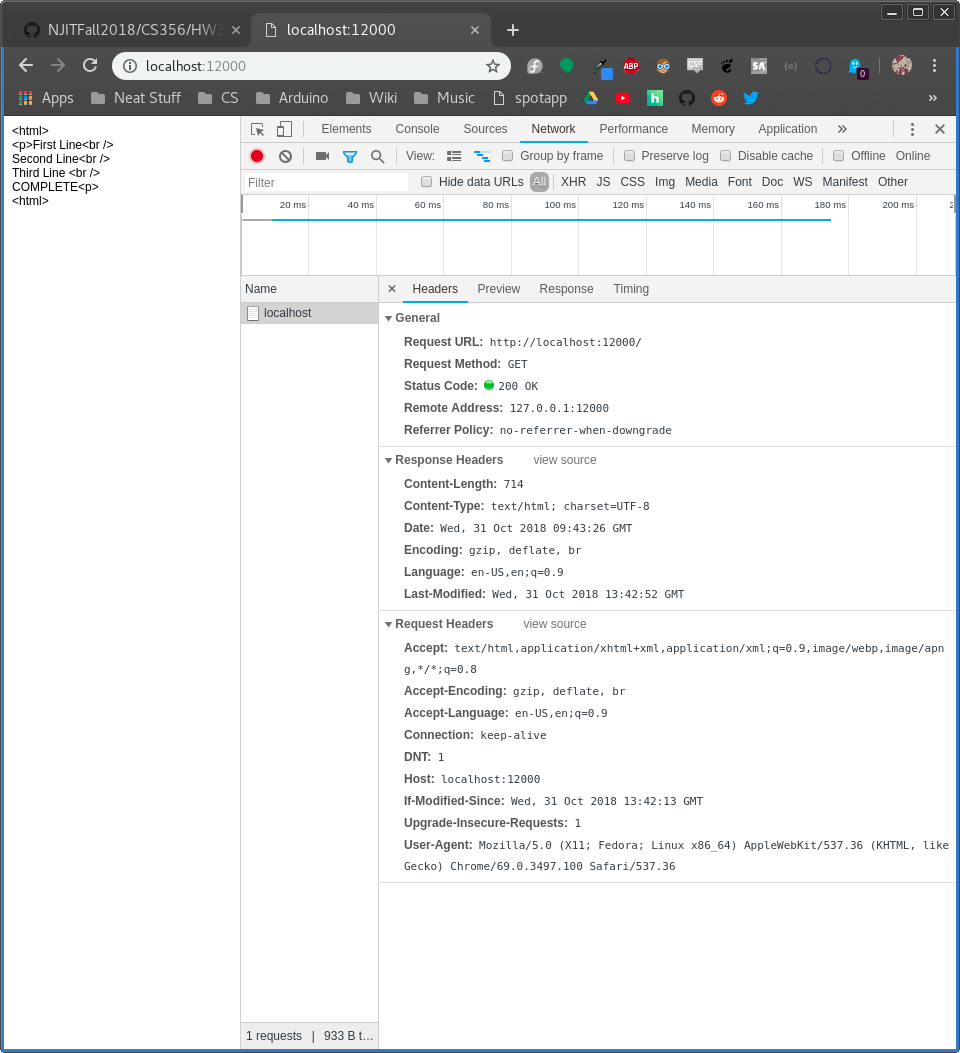 NJITFall2018/CS356/HW
localhost:12000
localhost:12000
ABP
CSP
SA
0
Apps
Neat Stuff
CS
Arduino
Wiki
Music
spotapp
»
<html>
<p>First Line<br />
Second Line<br />
Third Line <br />
COMPLETE<p>
<html>
Elements Console Sources Network Performance Memory Application »
View: Group by frame Preserve log Disable cache Offline Online
Filter Hide data URLs All XHR JS CSS Img Media Font Doc WS Manifest Other
20 ms 40 ms 60 ms 80 ms 100 ms 120 ms 140 ms 160 ms 180 ms 200 ms
Name
localhost
1 requests | 933 B t…
Headers Preview Response Timing
General
Request URL: http://localhost:12000/
Request Method: GET
Status Code: 200 OK
Remote Address: 127.0.0.1:12000
Referrer Policy: no-referrer-when-downgrade
Response Headers view source
Content-Length: 714
Content-Type: text/html; charset=UTF-8
Date: Wed, 31 Oct 2018 09:43:26 GMT
Encoding: gzip, deflate, br
Language: en-US,en;q=0.9
Last-Modified: Wed, 31 Oct 2018 13:42:52 GMT
Request Headers view source
Accept: text/html,application/xhtml+xml,application/xml;q=0.9,image/webp,image/apn
g,*/*;q=0.8
Accept-Encoding: gzip, deflate, br
Accept-Language: en-US,en;q=0.9
Connection: keep-alive
DNT: 1
Host: localhost:12000
If-Modified-Since: Wed, 31 Oct 2018 13:42:13 GMT
Upgrade-Insecure-Requests: 1
User-Agent: Mozilla/5.0 (X11; Fedora; Linux x86_64) AppleWebKit/537.36 (KHTML, like
Gecko) Chrome/69.0.3497.100 Safari/537.36